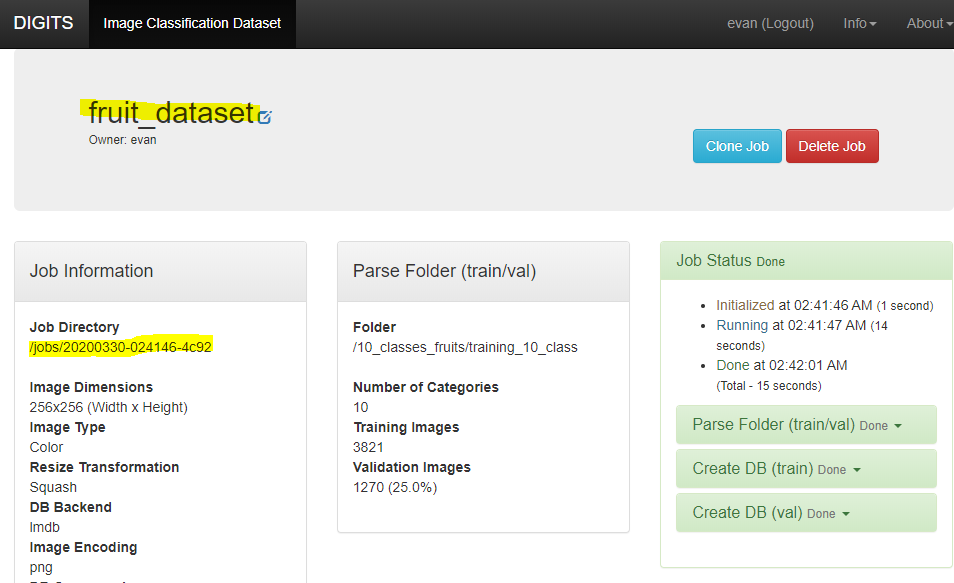 DIGITS Image Classification Dataset evan (Logout) Info About
fruit_dataset
Owner: evan
Clone Job Delete Job
Job Information
Job Directory
/jobs/20200330-024146-4c92
Image Dimensions
256x256 (Width x Height)
Image Type
Color
Resize Transformation
Squash
DB Backend
lmdb
Image Encoding
png
Parse Folder (train/val)
Folder
/10_classes_fruits/training_10_class
Number of Categories
10
Training Images
3821
Validation Images
1270 (25.0%)
Job Status Done
Initialized at 02:41:46 AM (1 second)
Running at 02:41:47 AM (14
seconds)
Done at 02:42:01 AM
(Total - 15 seconds)
Parse Folder (train/val) Done
Create DB (train) Done
Create DB (val) Done